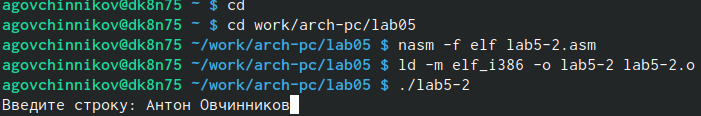 agovchinnikov@dk8n75 ~ $ cd
agovchinnikov@dk8n75 ~ $ cd work/arch-pc/lab05
agovchinnikov@dk8n75 ~/work/arch-pc/lab05 $ nasm -f elf lab5-2.asm
agovchinnikov@dk8n75 ~/work/arch-pc/lab05 $ ld -m elf_i386 -o lab5-2 lab5-2.o
agovchinnikov@dk8n75 ~/work/arch-pc/lab05 $ ./lab5-2
Введите строку: Антон Овчинников